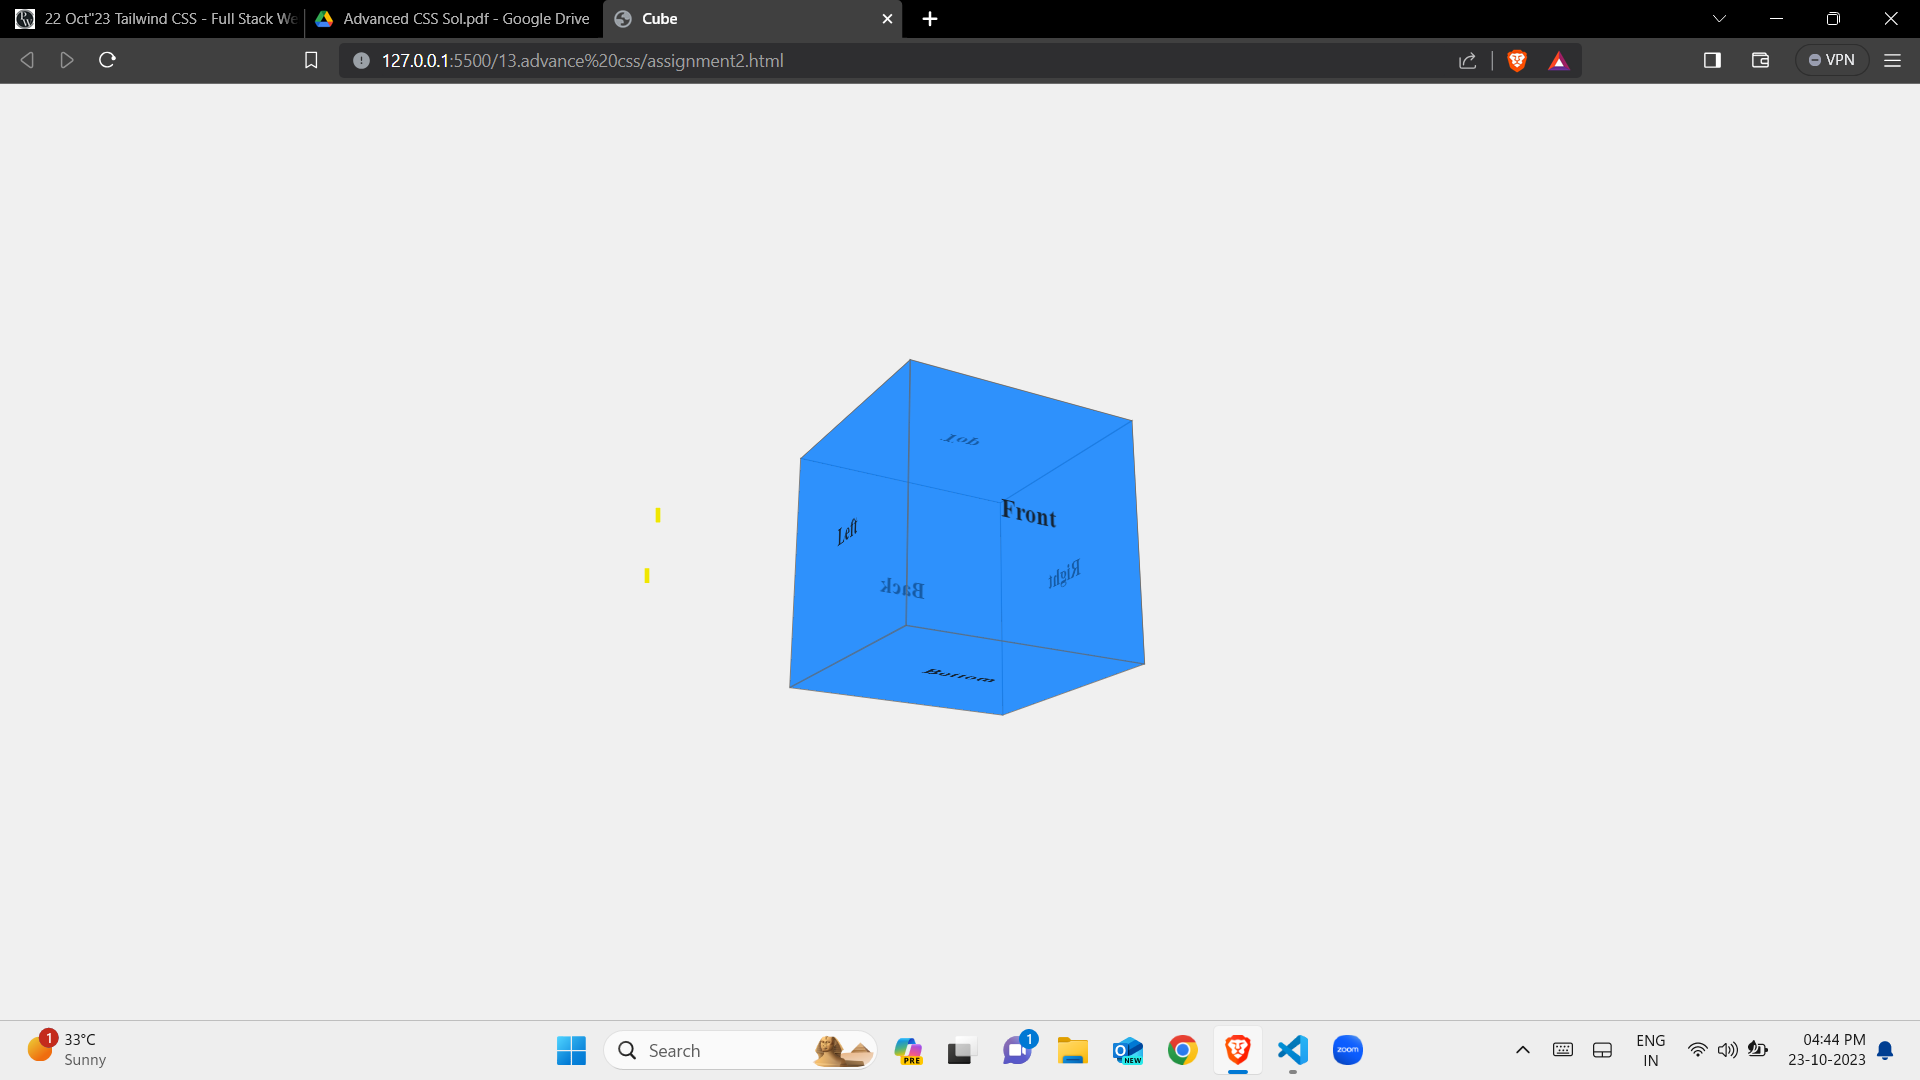 22 Oct"23 Tailwind CSS - Full Stack We
Advanced CSS Sol.pdf - Google Drive
Cube
127.0.0.1:5500/13.advance%20css/assignment2.html
VPN
Top
Front
Left
Right
Back
Bottom
1
33°C
Sunny
Search
PRE
1
NEW
zoom
ENG
IN
04:44 PM
23-10-2023